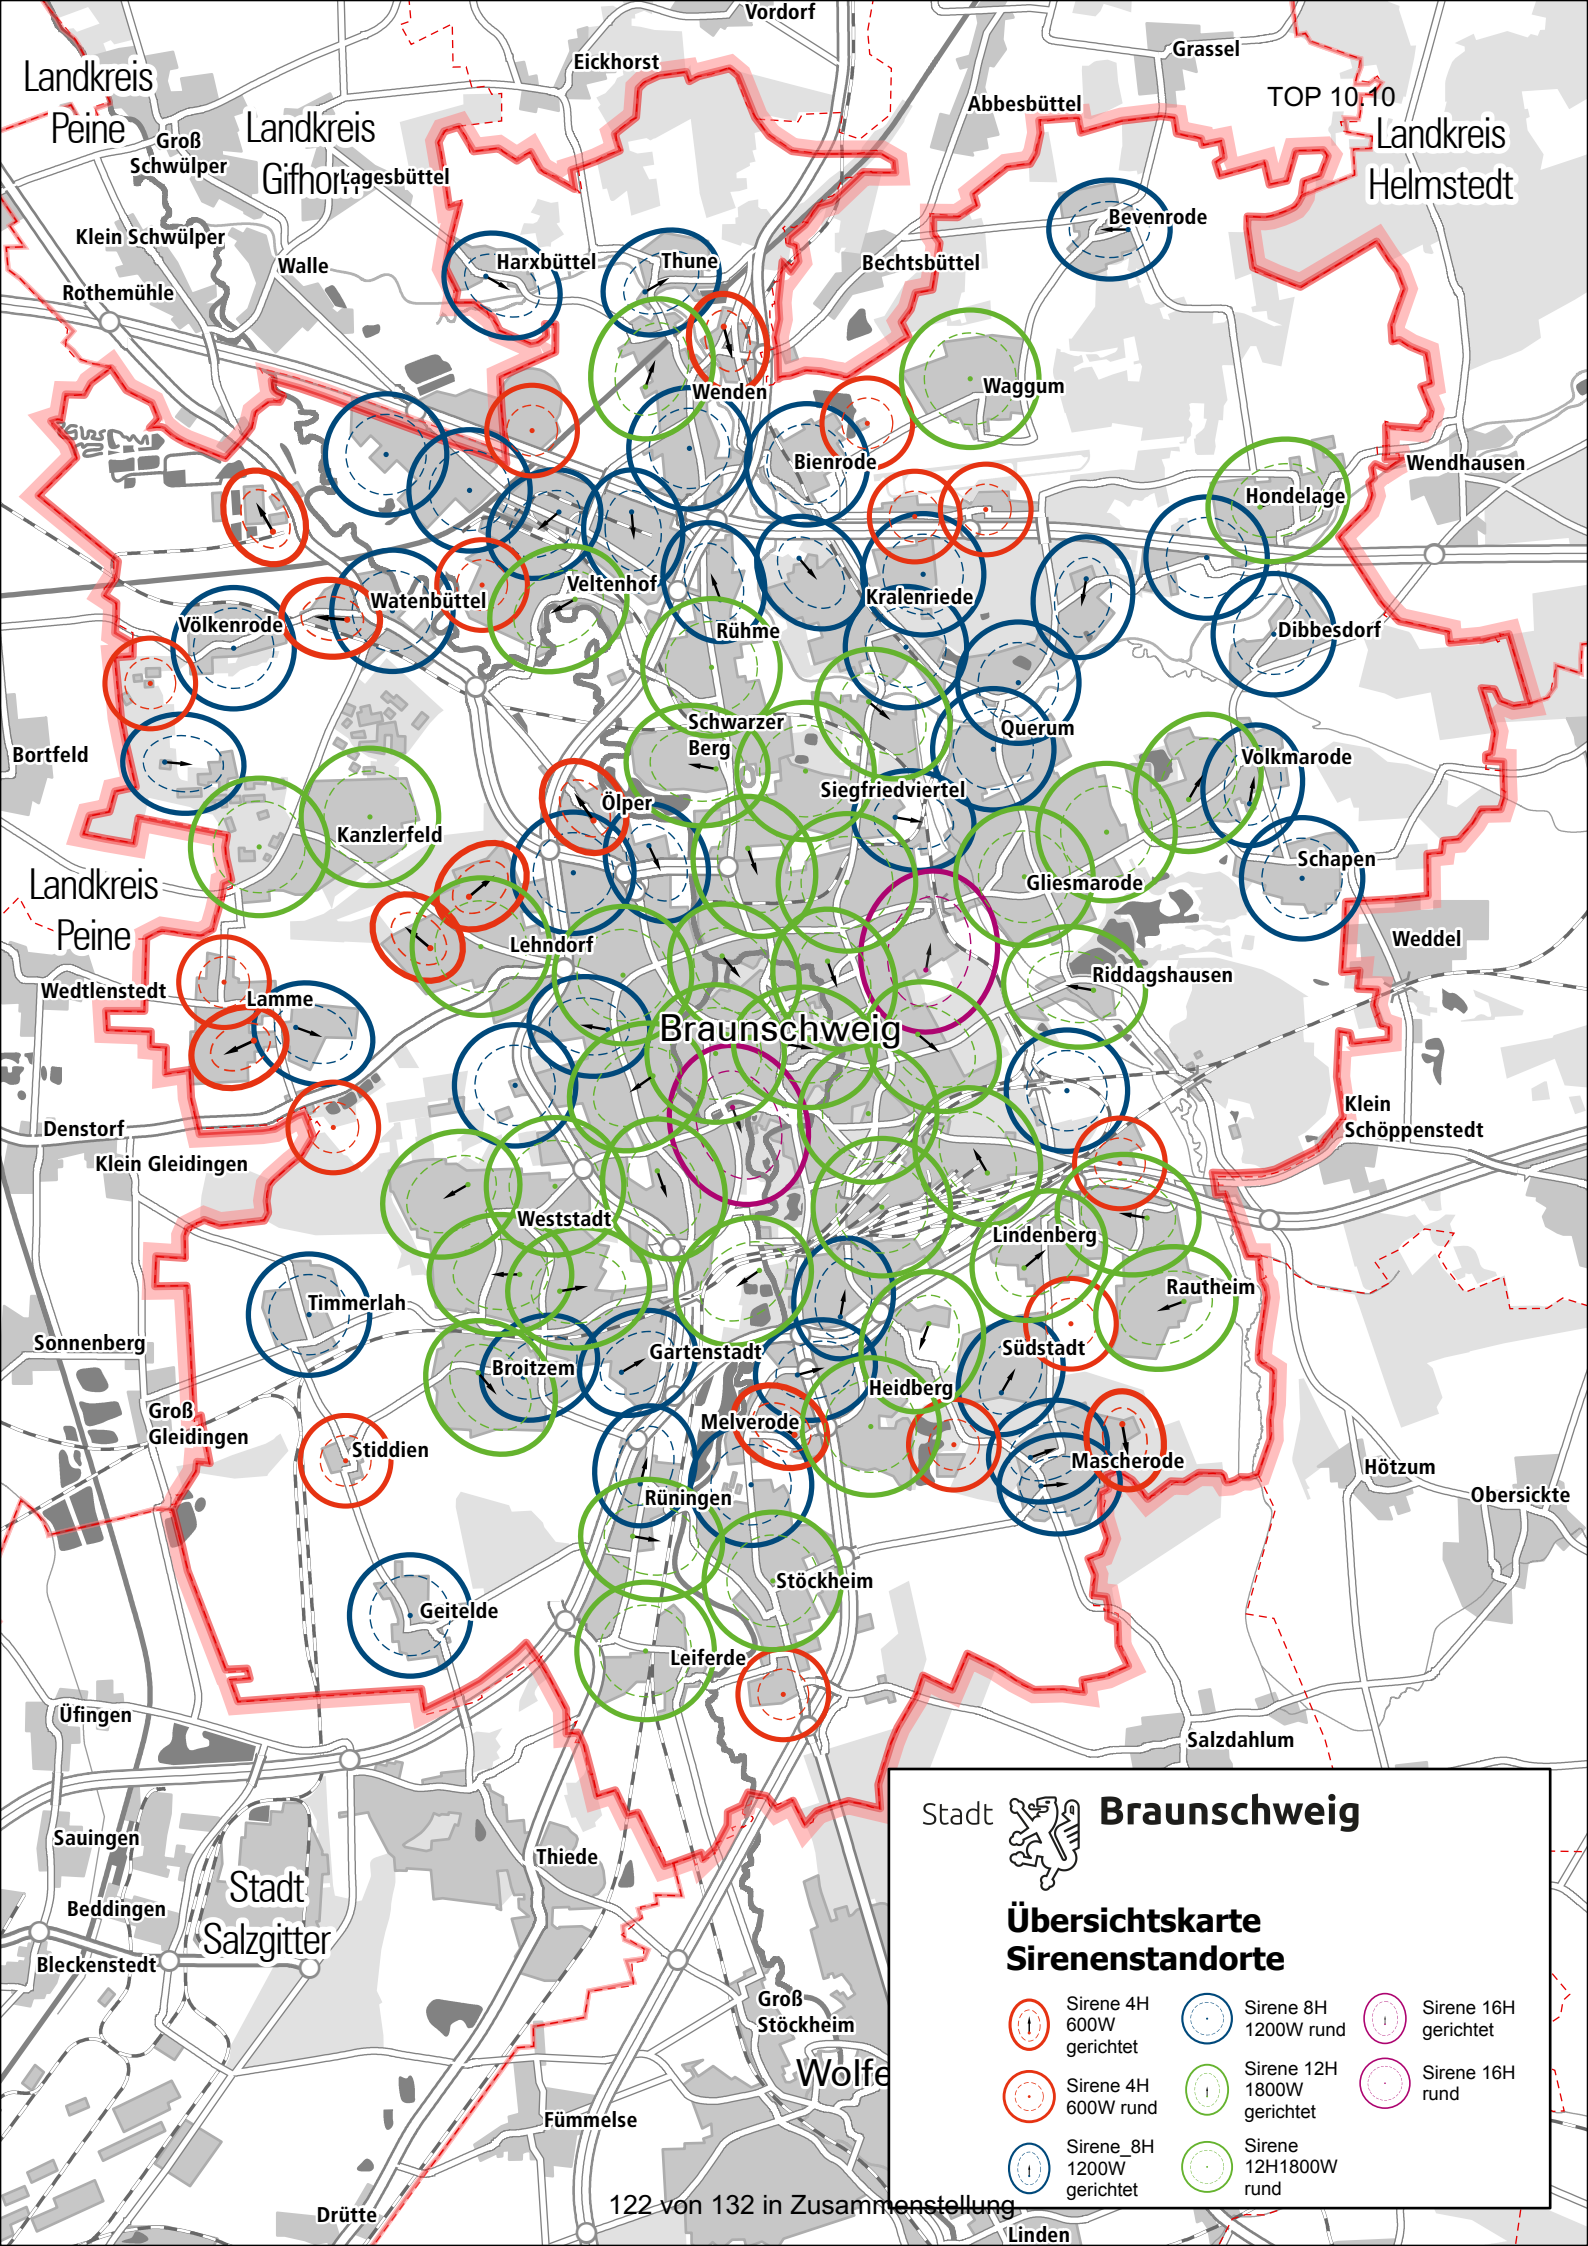 Vordorf
Eickhorst
Grassel
Landkreis
Peine
TOP 10.10
Abbesbüttel
Landkreis
Gifhorn
Landkreis
Helmstedt
Groß
Schwülper
Lagesbüttel
Bevenrode
Klein Schwülper
Walle
Harxbüttel
Thune
Bechtsbüttel
Rothemühle
Wenden
Waggum
Bienrode
Wendhausen
Hondelage
Veltenhof
Watenbüttel
Kralenriede
Völkenrode
Rühme
Dibbesdorf
Schwarzer
Berg
Querum
Bortfeld
Volkmarode
Siegfriedviertel
Ölper
Kanzlerfeld
Schapen
Gliesmarode
Landkreis
Peine
Lehndorf
Weddel
Riddagshausen
Wedtlenstedt
Lamme
Braunschweig
Klein
Schöppenstedt
Denstorf
Klein Gleidingen
Weststadt
Lindenberg
Rautheim
Timmerlah
Sonnenberg
Gartenstadt
Südstadt
Broitzem
Heidberg
Groß
Gleidingen
Melverode
Stiddien
Mascherode
Hötzum
Rüningen
Obersickte
Stöckheim
Geitelde
Leiferde
Üfingen
Salzdahlum
Stadt Braunschweig
Sauingen
Thiede
Stadt
Salzgitter
Beddingen
Bleckenstedt
Übersichtskarte
Sirenenstandorte
Groß
Stöckheim
Wolfe
Fümmelse
Drütte
Linden
Sirene 4H
600W
gerichtet
Sirene 4H
600W rund
Sirene_8H
1200W
gerichtet
Sirene 8H
1200W rund
Sirene 12H
1800W
gerichtet
Sirene
12H1800W
rund
Sirene 16H
gerichtet
Sirene 16H
rund
122 von 132 in Zusammenstellung